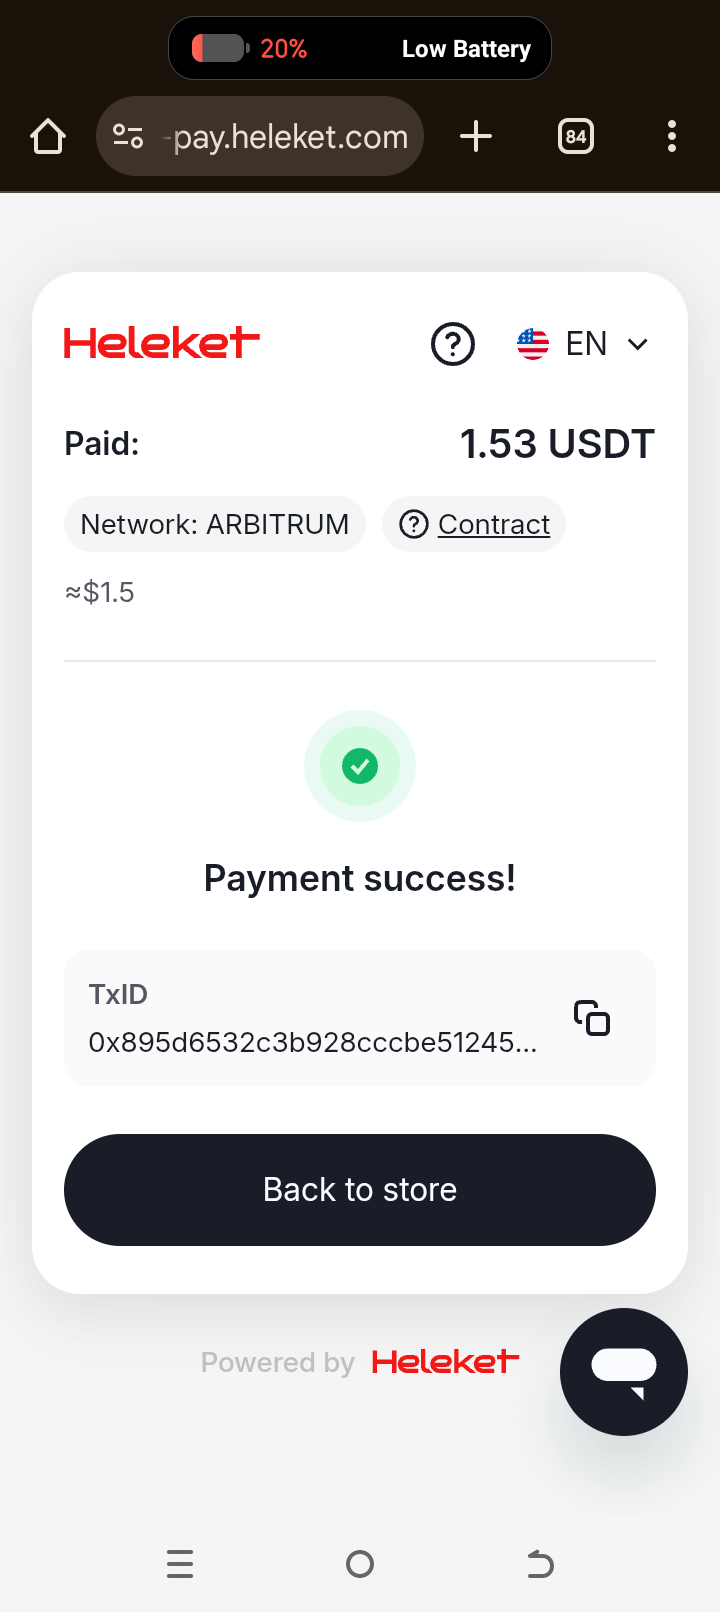 20% Low Battery
-pay.heleket.com 84
Heleket EN
Paid: 1.53 USDT
Network: ARBITRUM Contract
≈$1.5
Payment success!
TxID
0x895d6532c3b928cccbe51245...
Back to store
Powered by Heleket